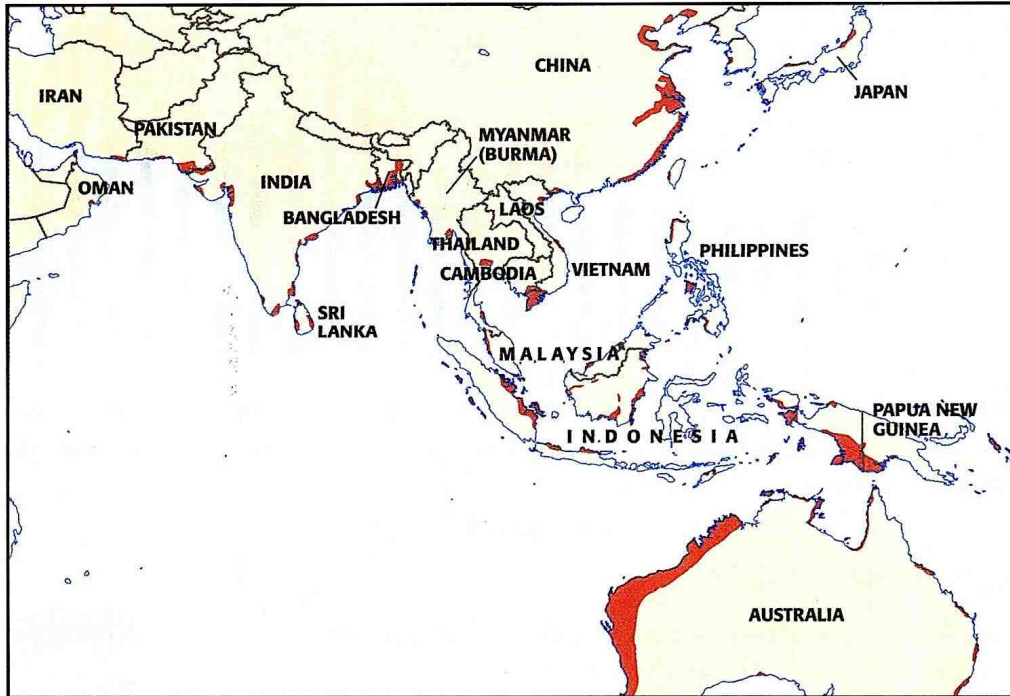 CHINA
JAPAN
IRAN
PAKISTAN
MYANMAR
(BURMA)
OMAN
INDIA
BANGLADESH
LAOS
THAILAND
CAMBODIA
VIETNAM
PHILIPPINES
SRI
LANKA
MALAYSIA
INDONESIA
PAPUA NEW
GUINEA
AUSTRALIA